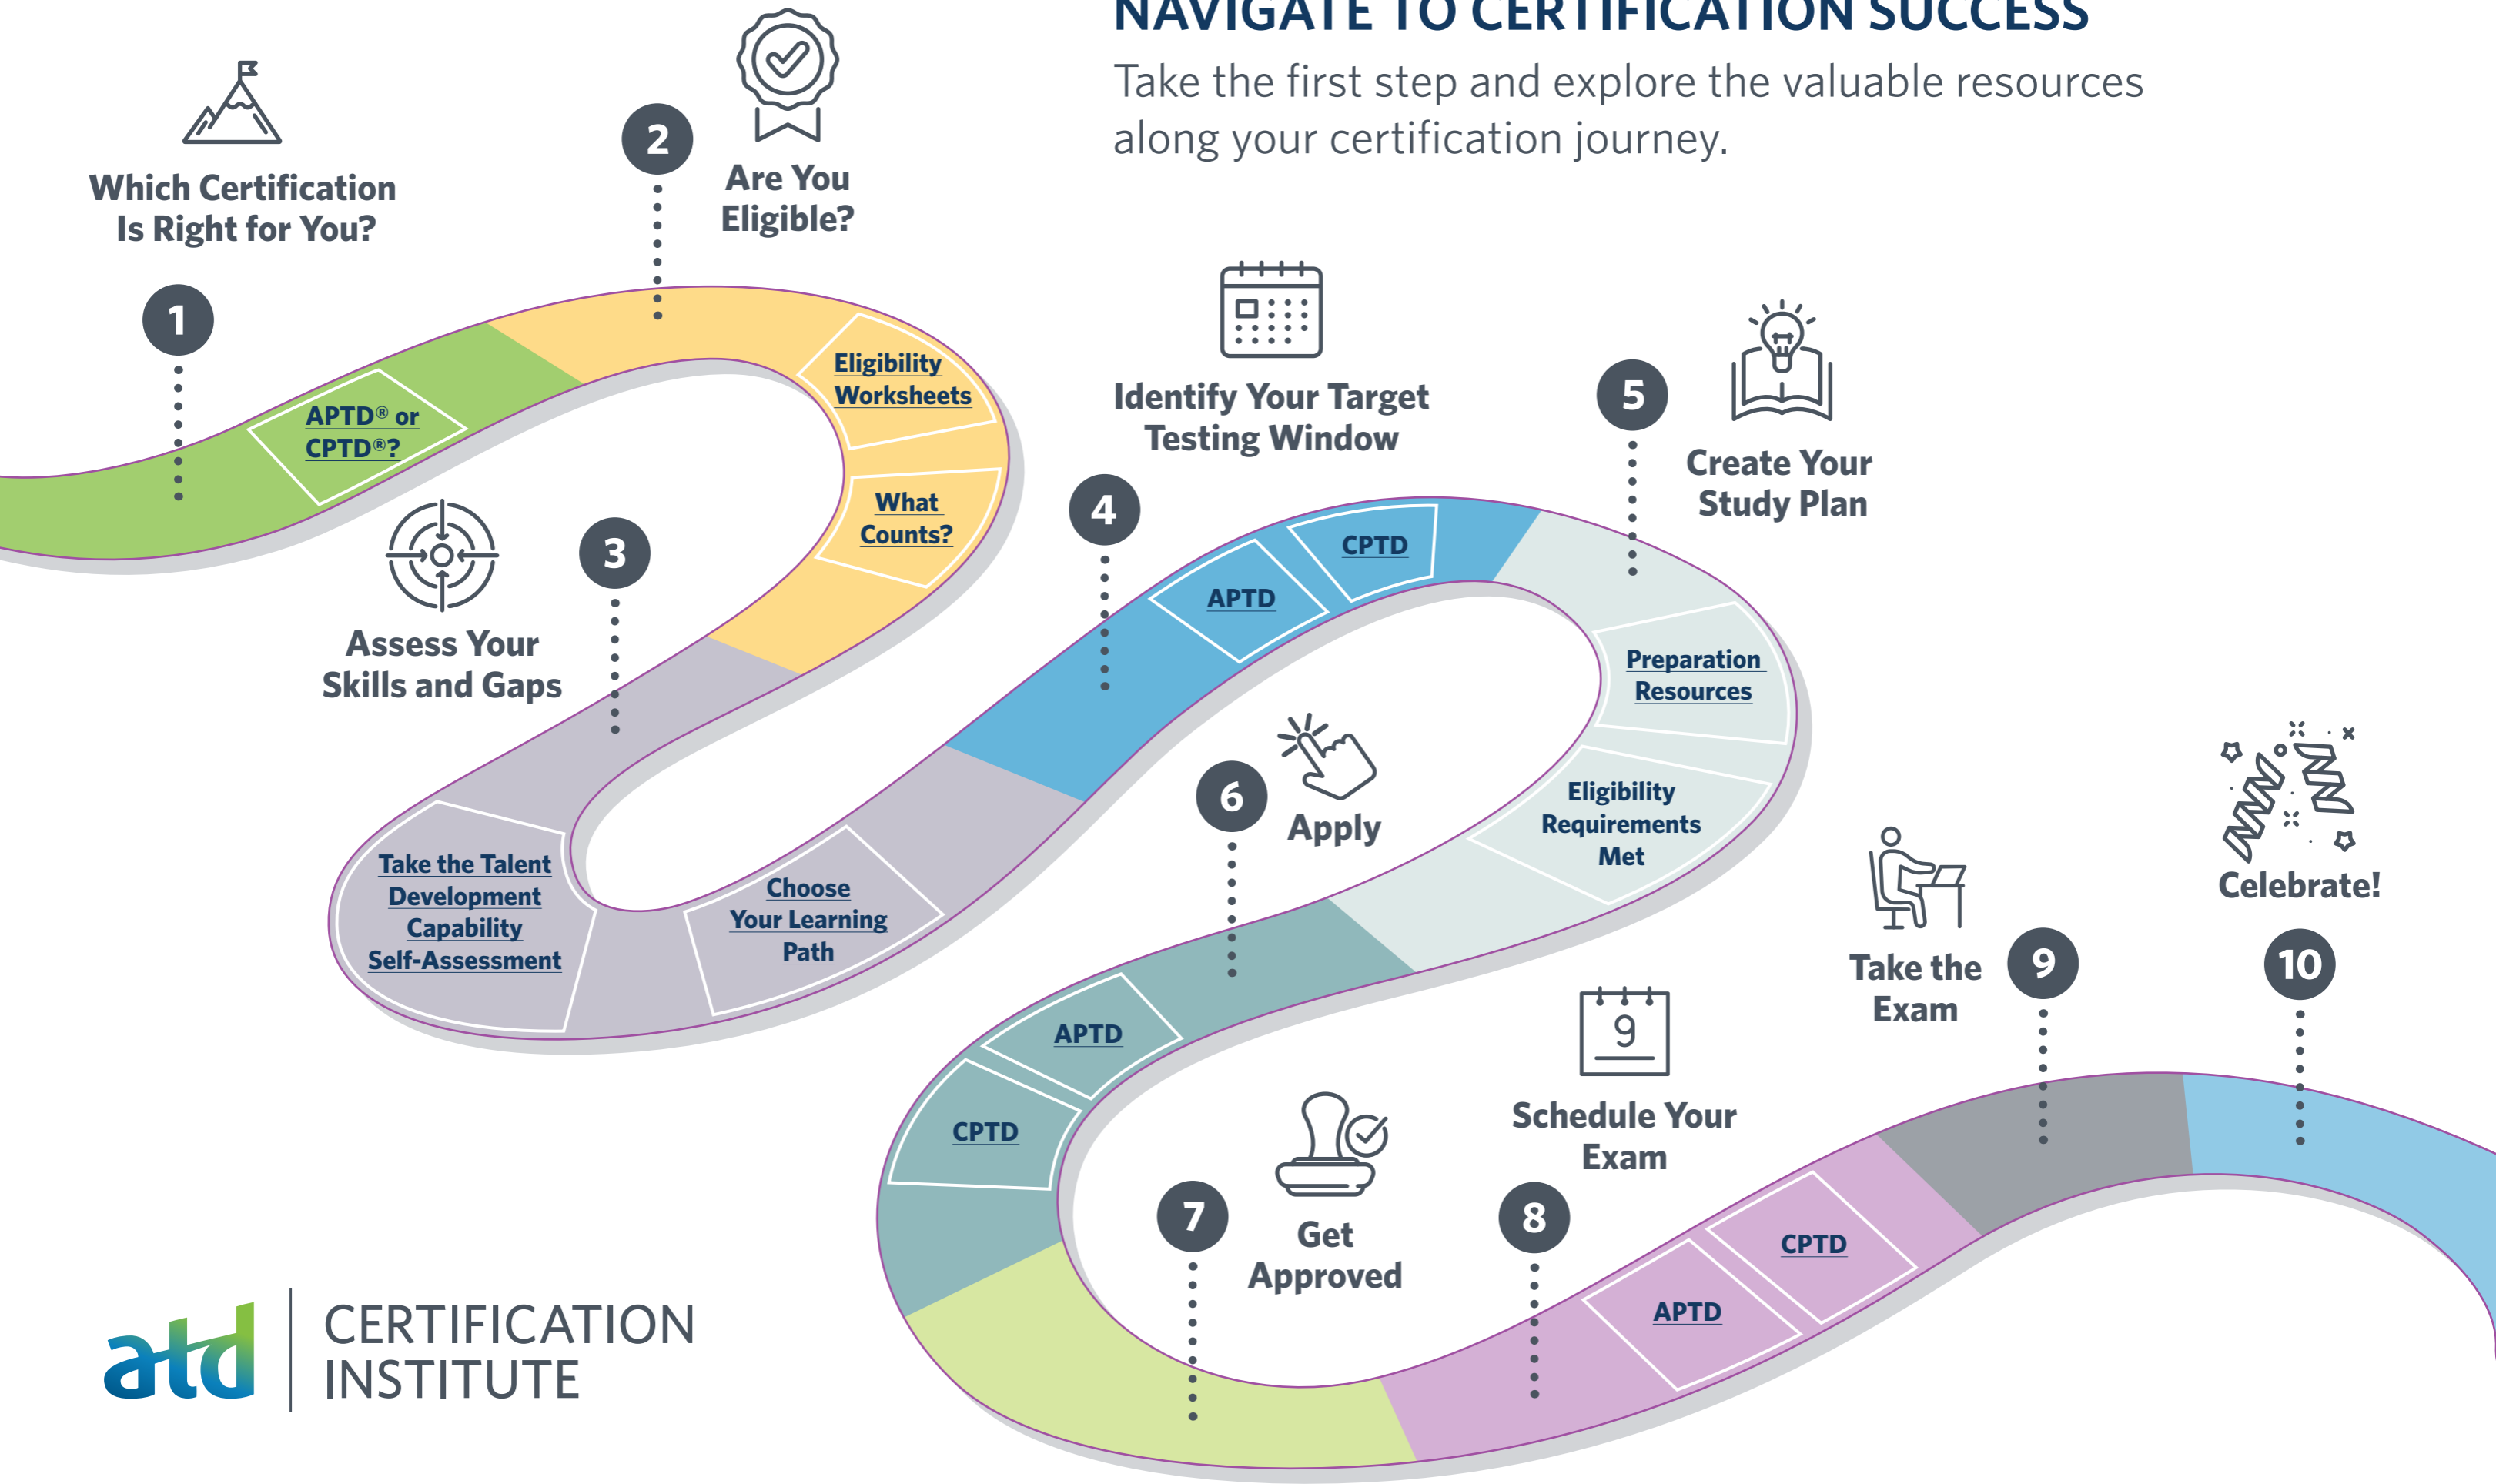 NAVIGATE TO CERTIFICATION SUCCESS
Take the first step and explore the valuable resources
along your certification journey.
1
Which Certification
Is Right for You?
APTD® or
CPTD®?
2
Are You
Eligible?
Eligibility
Worksheets
What
Counts?
3
Assess Your
Skills and Gaps
Take the Talent
Development
Capability
Self-Assessment
Choose
Your Learning
Path
4
Identify Your Target
Testing Window
APTD
CPTD
5
Create Your
Study Plan
Preparation
Resources
Eligibility
Requirements
Met
6
Apply
APTD
CPTD
7
Get
Approved
8
9
Schedule Your
Exam
APTD
CPTD
9
Take the
Exam
10
Celebrate!
atd
CERTIFICATION
INSTITUTE